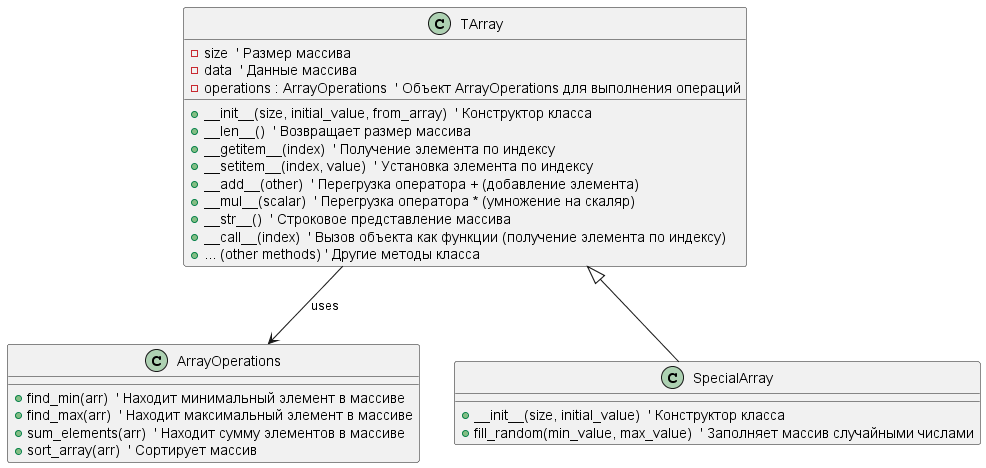 C TArray
size ' Размер массива
data ' Данные массива
operations : ArrayOperations ' Объект ArrayOperations для выполнения операций
__init__(size, initial_value, from_array) ' Конструктор класса
__len__() ' Возвращает размер массива
__getitem__(index) ' Получение элемента по индексу
__setitem__(index, value) ' Установка элемента по индексу
__add__(other) ' Перегрузка оператора + (добавление элемента)
__mul__(scalar) ' Перегрузка оператора * (умножение на скаляр)
__str__() ' Строковое представление массива
__call__(index) ' Вызов объекта как функции (получение элемента по индексу)
... (other methods) ' Другие методы класса
uses
C ArrayOperations
find_min(arr) ' Находит минимальный элемент в массиве
find_max(arr) ' Находит максимальный элемент в массиве
sum_elements(arr) ' Находит сумму элементов в массиве
sort_array(arr) ' Сортирует массив
C SpecialArray
__init__(size, initial_value) ' Конструктор класса
fill_random(min_value, max_value) ' Заполняет массив случайными числами